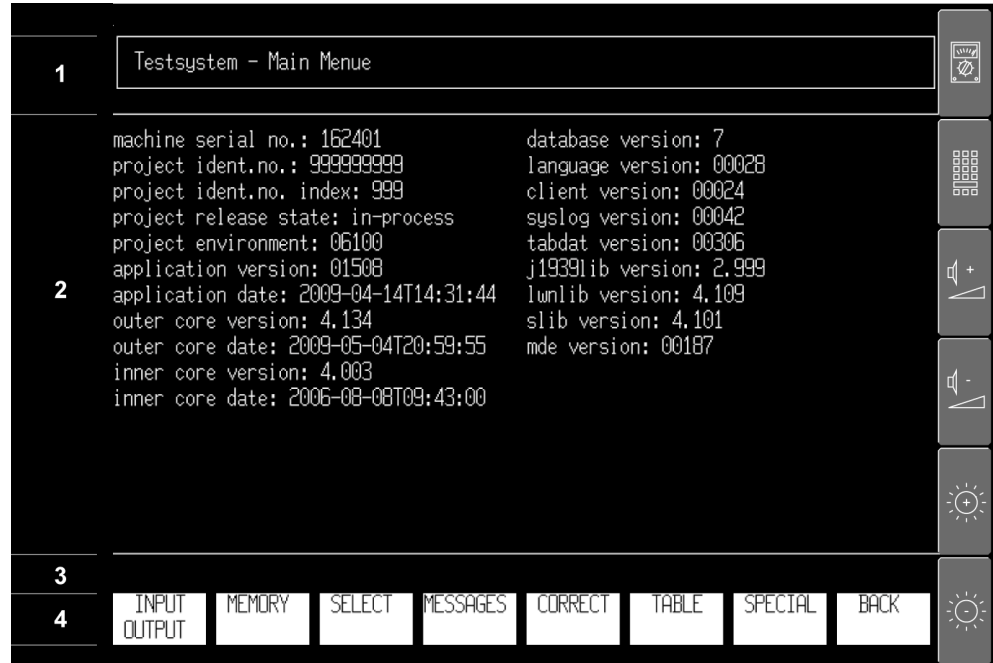 1
Testsystem - Main Menue
2
machine serial no.: 162401
project ident.no.: 999999999
project ident.no. index: 999
project release state: in-process
project environment: 06100
application version: 01508
application date: 2009-04-14T14:31:44
outer core version: 4.134
outer core date: 2009-05-04T20:59:55
inner core version: 4.003
inner core date: 2006-08-08T09:43:00
database version: 7
language version: 00028
client version: 00024
syslog version: 00042
tabdat version: 00306
j1939lib version: 2.999
lwnlib version: 4.109
slib version: 4.101
mde version: 00187
+
-
+
-
3
4
INPUT
OUTPUT
MEMORY
SELECT
MESSAGES
CORRECT
TABLE
SPECIAL
BACK